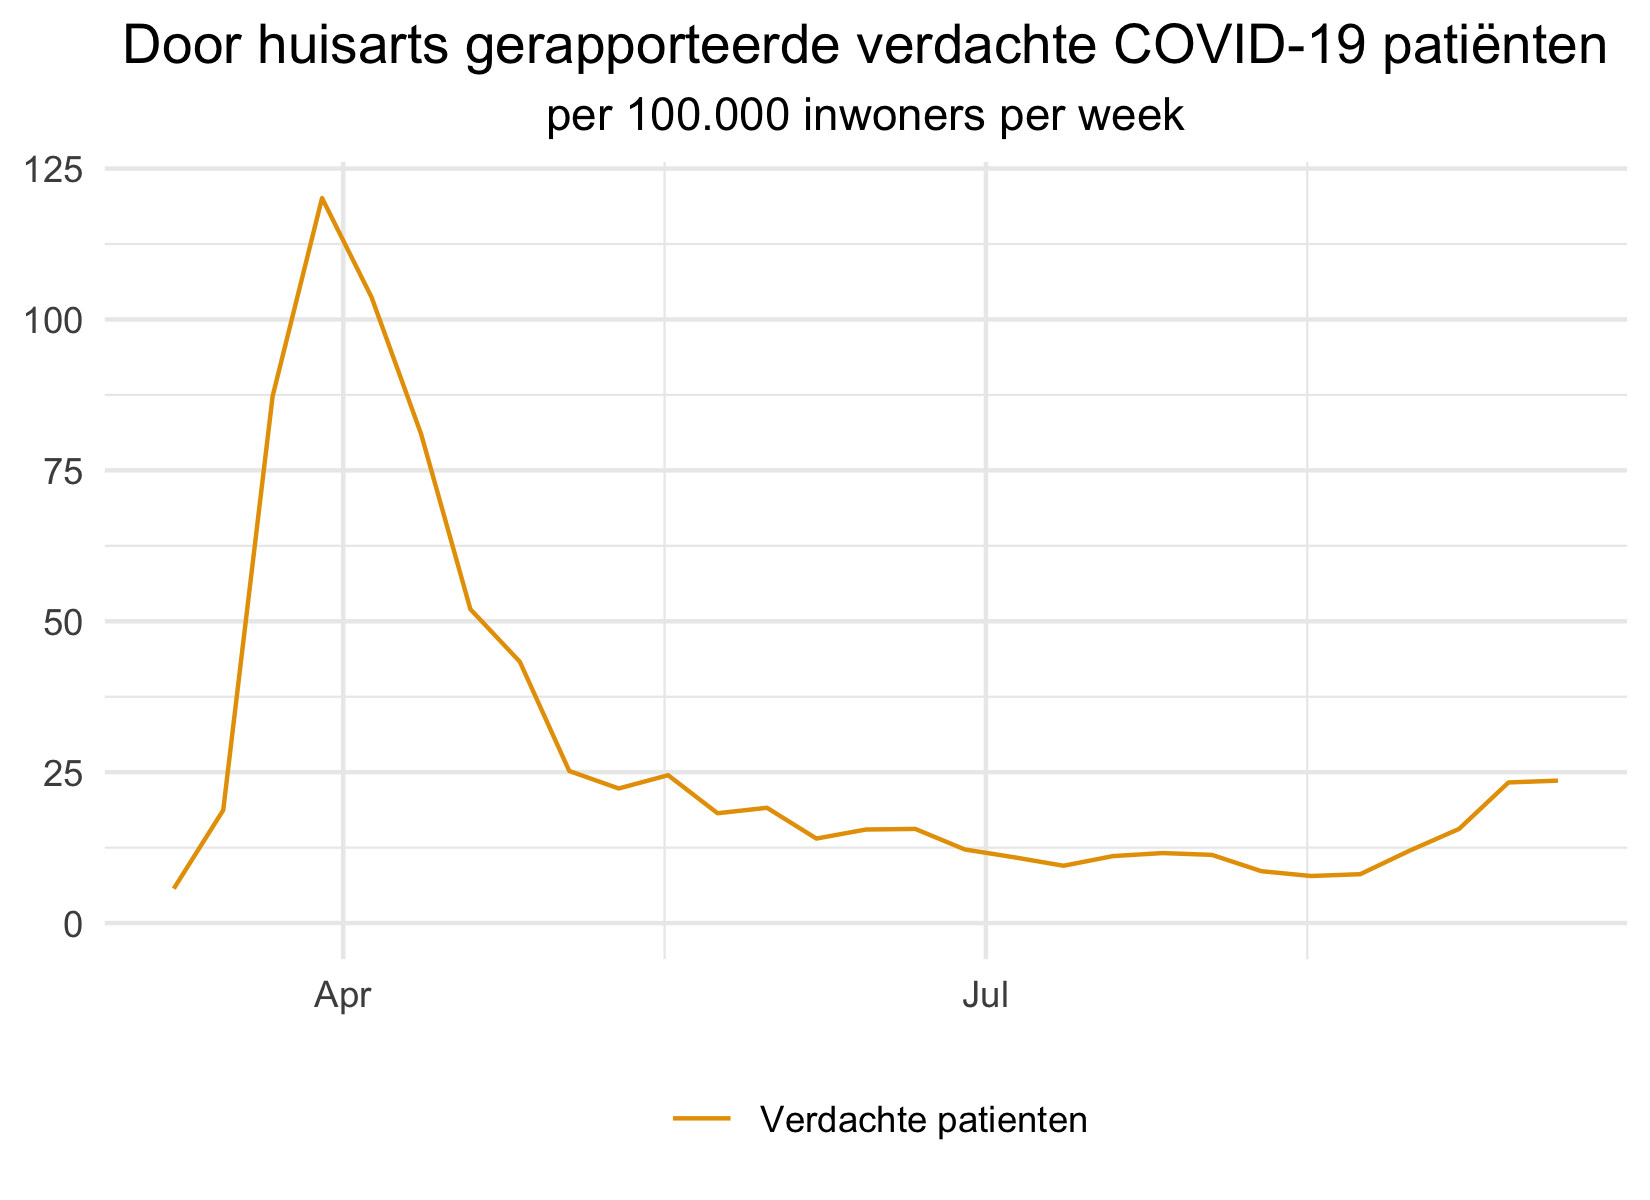 Door huisarts gerapporteerde verdachte COVID-19 patiënten
per 100.000 inwoners per week
125
100
75
50
25
0
Apr Jul
Verdachte patienten